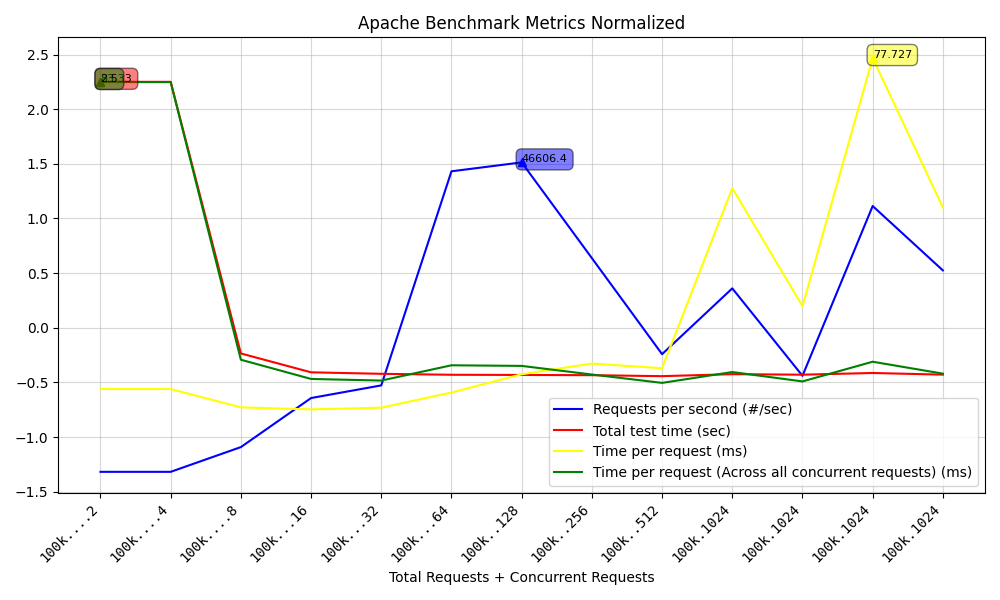 Apache Benchmark Metrics Normalized
77.727
46606.4
2.5
2.0
1.5
1.0
0.5
0.0
−0.5
−1.0
−1.5
Requests per second (#/sec)
Total test time (sec)
Time per request (ms)
Time per request (Across all concurrent requests) (ms)
100k....2
100k....4
100k....8
100k...16
100k...32
100k...64
100k..128
100k..256
100k..512
100k.1024
100k.1024
100k.1024
100k.1024
Total Requests + Concurrent Requests